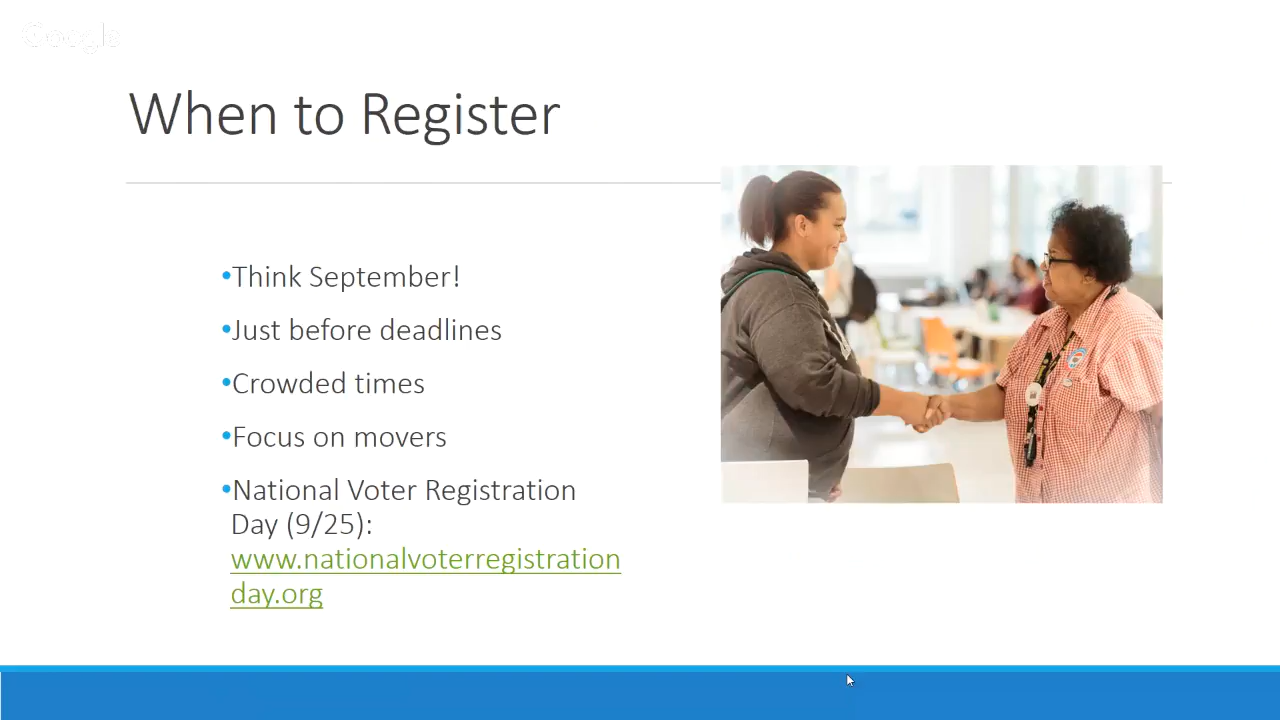 Google
When to Register
•Think September!
•Just before deadlines
•Crowded times
•Focus on movers
•National Voter Registration
Day (9/25):
www.nationalvoterregistration
day.org